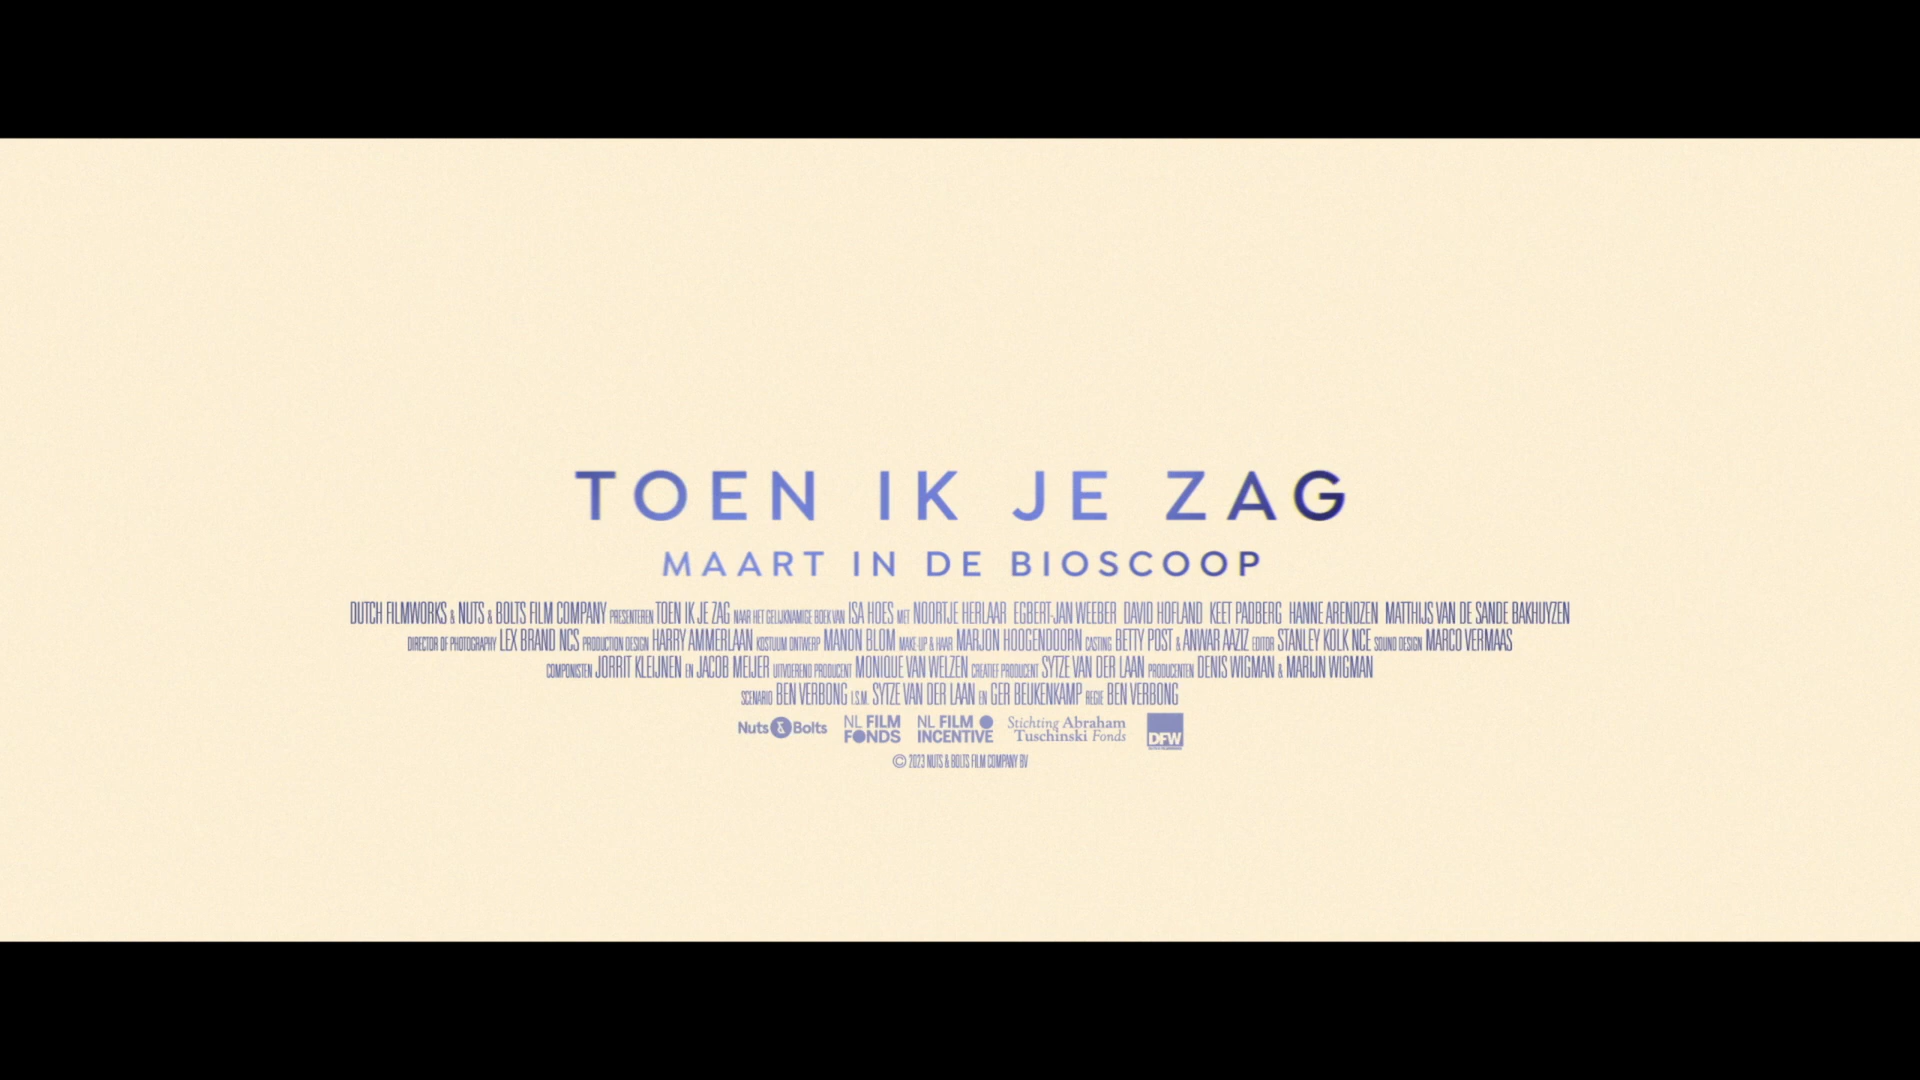 TOEN IK JE ZAG
MAART IN DE BIOSCOOP
DUTCH FILMWORKS & NUTS & BOLTS FILM COMPANY PRESENTEREN TOEN IK JE ZAG NAAR HET GELIJKNAMIGE BOEK VAN ISA HOES MET NOORTJE HERLAAR EGBERT-JAN WEEBER DAVID HOFLAND KEET PADBERG HANNE ARENDZEN MATTHIJS VAN DE SANDE BAKHUYZEN
DIRECTOR OF PHOTOGRAPHY LEX BRAND NCS PRODUCTION DESIGN HARRY AMMERLAAN KOSTUUM ONTWERP MANON BLOM MAKE-UP & HAAR MARJON HOOGENDOORN CASTING BETTY POST & ANWAR AAZIZ EDITOR STANLEY KOLK NCE SOUND DESIGN MARCO VERMAAS
COMPONISTEN JORRIT KLEIJNEN EN JACOB MEIJER UITVOEREND PRODUCENT MONIQUE VAN WELZEN CREATIEF PRODUCENT SYTZE VAN DER LAAN PRODUCENTEN DENIS WIGMAN & MARIJN WIGMAN
SCENARIO BEN VERBONG I.S.M. SYTZE VAN DER LAAN EN GER BEUKENKAMP REGIE BEN VERBONG
Nuts & Bolts NL FILM FONDS NL FILM INCENTIVE Stichting Abraham Tuschinski Fonds DFW
© 2023 NUTS & BOLTS FILM COMPANY BV